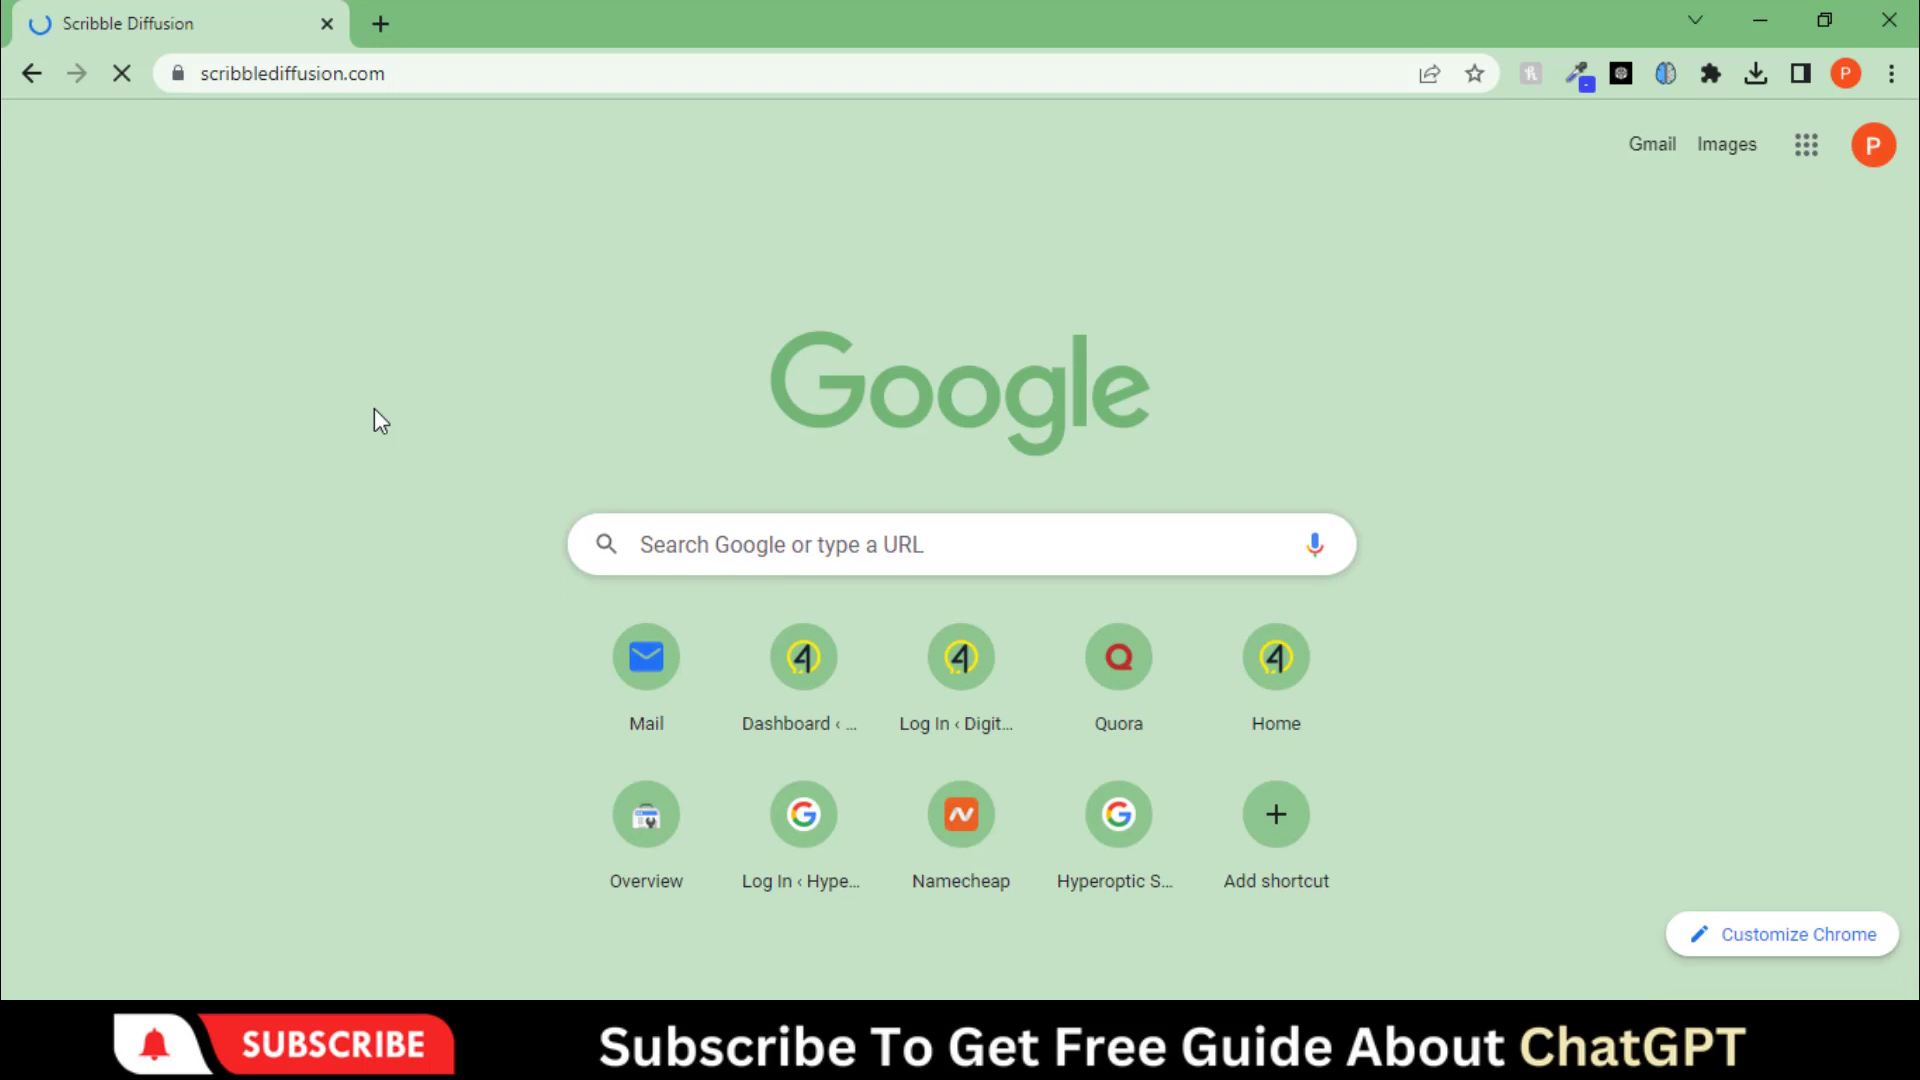 Scribble Diffusion
scribblediffusion.com
P
Gmail Images P
Google
Search Google or type a URL
Mail Dashboard ‹ ... Log In ‹ Digit... Quora Home
Overview Log In ‹ Hype... Namecheap Hyperoptic S... Add shortcut
Customize Chrome
SUBSCRIBE Subscribe To Get Free Guide About ChatGPT